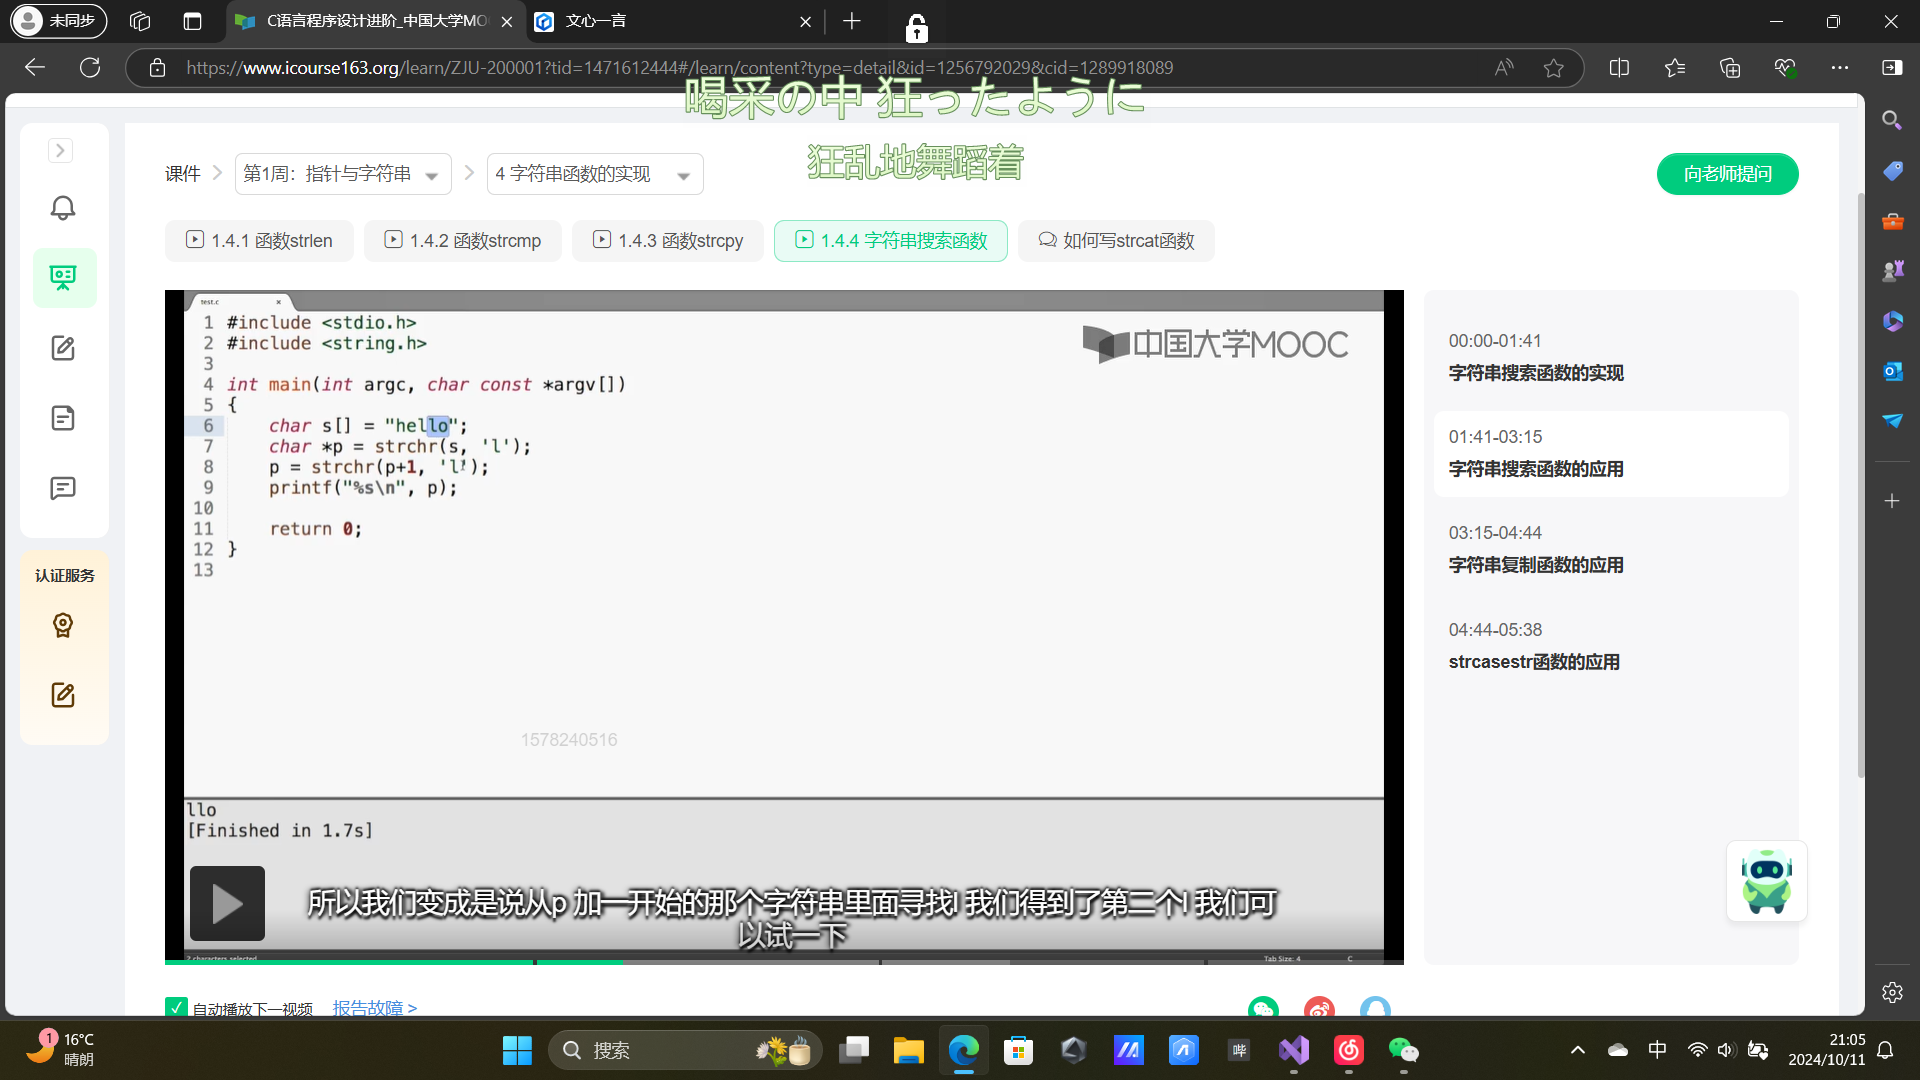 未同步
C语言程序设计进阶_中国大学MO
文心一言
https://www.icourse163.org/learn/ZJU-200001?tid=1471612444#/learn/content?type=detail&id=1256792029&cid=1289918089
喝采の中 狂ったように
狂乱地舞蹈着
课件
第1周：指针与字符串
4 字符串函数的实现
向老师提问
1.4.1 函数strlen
1.4.2 函数strcmp
1.4.3 函数strcpy
1.4.4 字符串搜索函数
如何写strcat函数
test.c
中国大学MOOC
1 #include <stdio.h>
2 #include <string.h>
3
4 int main(int argc, char const *argv[])
5 {
6 char s[] = "hello";
7 char *p = strchr(s, 'l');
8 p = strchr(p+1, 'l');
9 printf("%s\n", p);
10
11 return 0;
12 }
13
1578240516
llo
[Finished in 1.7s]
所以我们变成是说从p 加一开始的那个字符串里面寻找l 我们得到了第二个l 我们可
以试一下
2 characters selected
Tab Size: 4
C
00:00-01:41
字符串搜索函数的实现
01:41-03:15
字符串搜索函数的应用
03:15-04:44
字符串复制函数的应用
04:44-05:38
strcasestr函数的应用
认证服务
自动播放下一视频
报告故障 >
1
16°C
晴朗
搜索
哔
中
21:05
2024/10/11